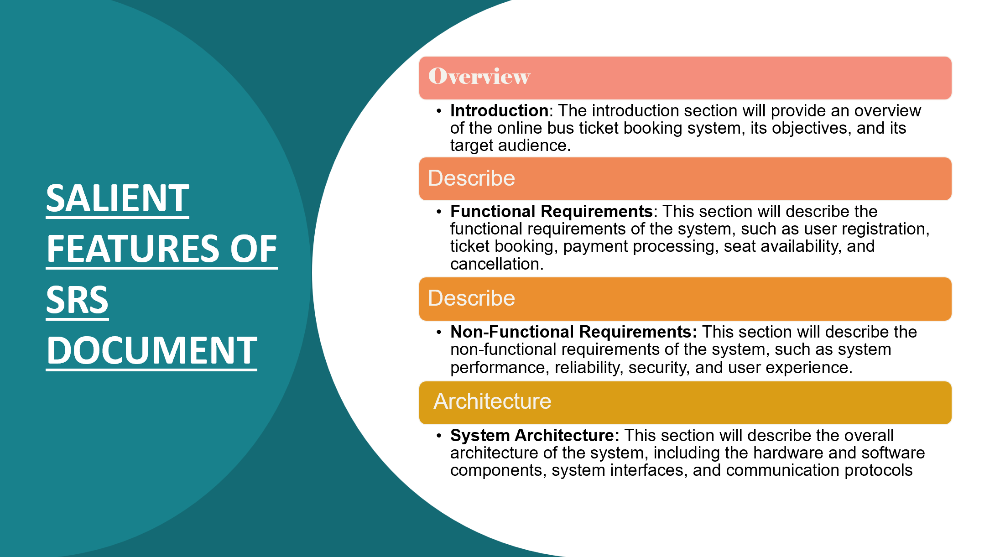 SALIENT
FEATURES OF
SRS
DOCUMENT
Overview
• Introduction: The introduction section will provide an overview
of the online bus ticket booking system, its objectives, and its
target audience.
Describe
• Functional Requirements: This section will describe the
functional requirements of the system, such as user registration,
ticket booking, payment processing, seat availability, and
cancellation.
Describe
• Non-Functional Requirements: This section will describe the
non-functional requirements of the system, such as system
performance, reliability, security, and user experience.
Architecture
• System Architecture: This section will describe the overall
architecture of the system, including the hardware and software
components, system interfaces, and communication protocols